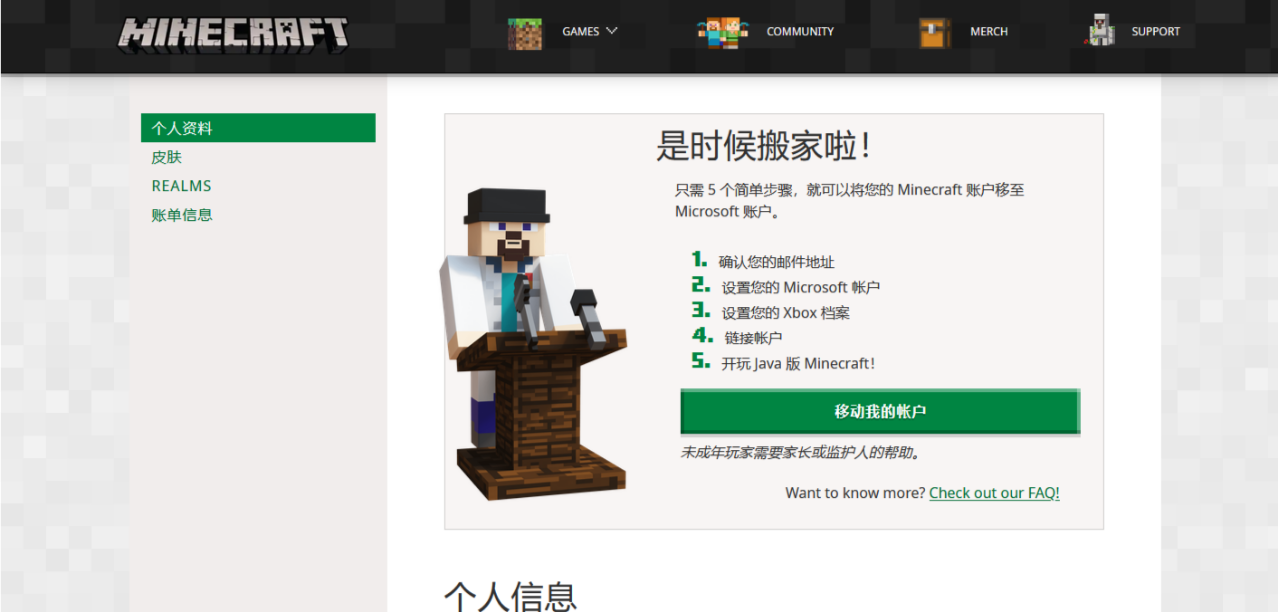 MINECRAFT
GAMES
COMMUNITY
MERCH
SUPPORT
个人资料
皮肤
REALMS
账单信息
是时候搬家啦！
只需 5 个简单步骤，就可以将您的 Minecraft 账户移至
Microsoft 账户。
1. 确认您的邮件地址
2. 设置您的 Microsoft 帐户
3. 设置您的 Xbox 档案
4. 链接帐户
5. 开玩 Java 版 Minecraft！
移动我的帐户
未成年玩家需要家长或监护人的帮助。
Want to know more? Check out our FAQ!
个人信息